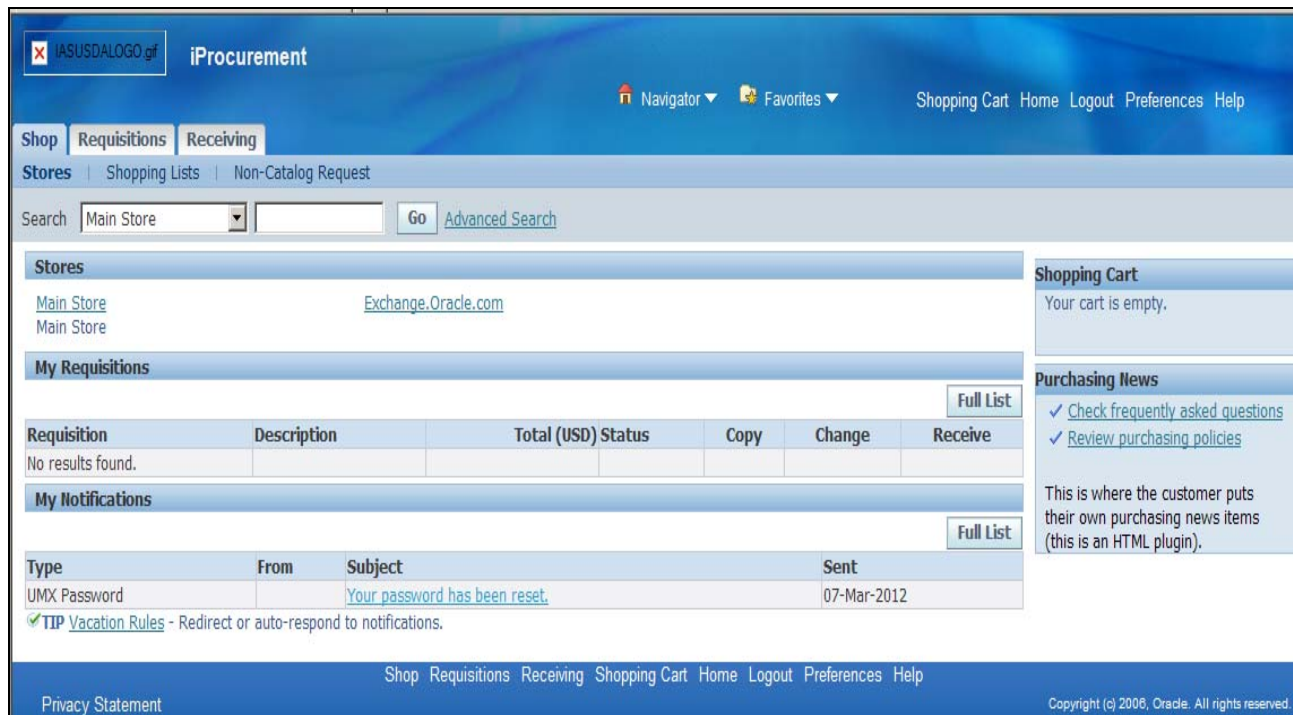 iASUSDALOGO.gif iProcurement
Navigator Favorites Shopping Cart Home Logout Preferences Help
Shop Requisitions Receiving
Stores | Shopping Lists | Non-Catalog Request
Search Main Store Go Advanced Search
Stores
Main Store Exchange.Oracle.com
Main Store
My Requisitions
Full List
Requisition Description Total (USD) Status Copy Change Receive
No results found.
My Notifications
Full List
Type From Subject Sent
UMX Password Your password has been reset. 07-Mar-2012
TIP Vacation Rules - Redirect or auto-respond to notifications.
Shopping Cart
Your cart is empty.
Purchasing News
Check frequently asked questions
Review purchasing policies
This is where the customer puts
their own purchasing news items
(this is an HTML plugin).
Shop Requisitions Receiving Shopping Cart Home Logout Preferences Help
Privacy Statement Copyright (c) 2006, Oracle. All rights reserved.